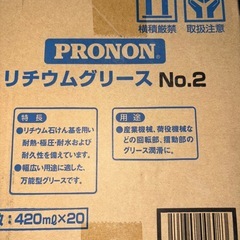 横積厳禁
取扱注意
PRONON
リチウムグリース No.2
特長
●リチウム石けん基を用い
耐熱・極圧・耐水および
耐久性を備えています。
●幅広い用途に適した、
万能型グリースです。
用途
●産業機械、荷役機械な
どの回転部、摺動部のグ
リース潤滑に。
:420ml×20